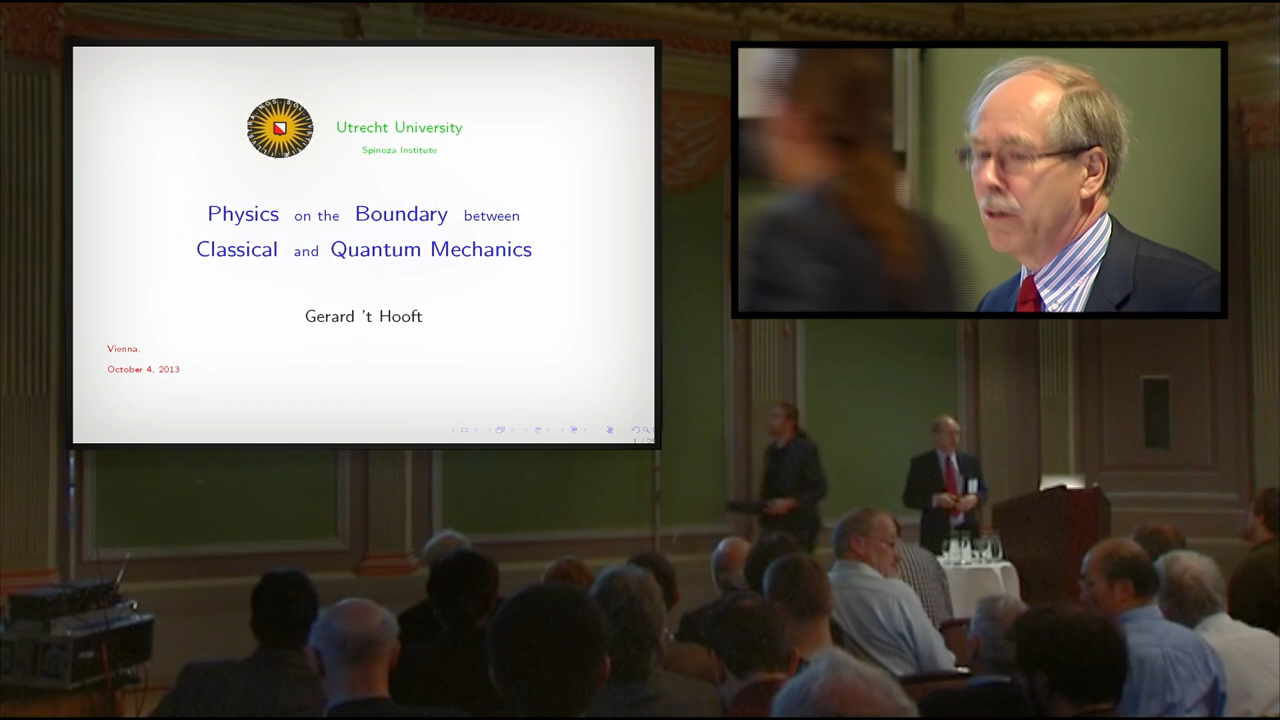 Utrecht University
Spinoza Institute
Physics on the Boundary between
Classical and Quantum Mechanics
Gerard 't Hooft
Vienna,
October 4, 2013